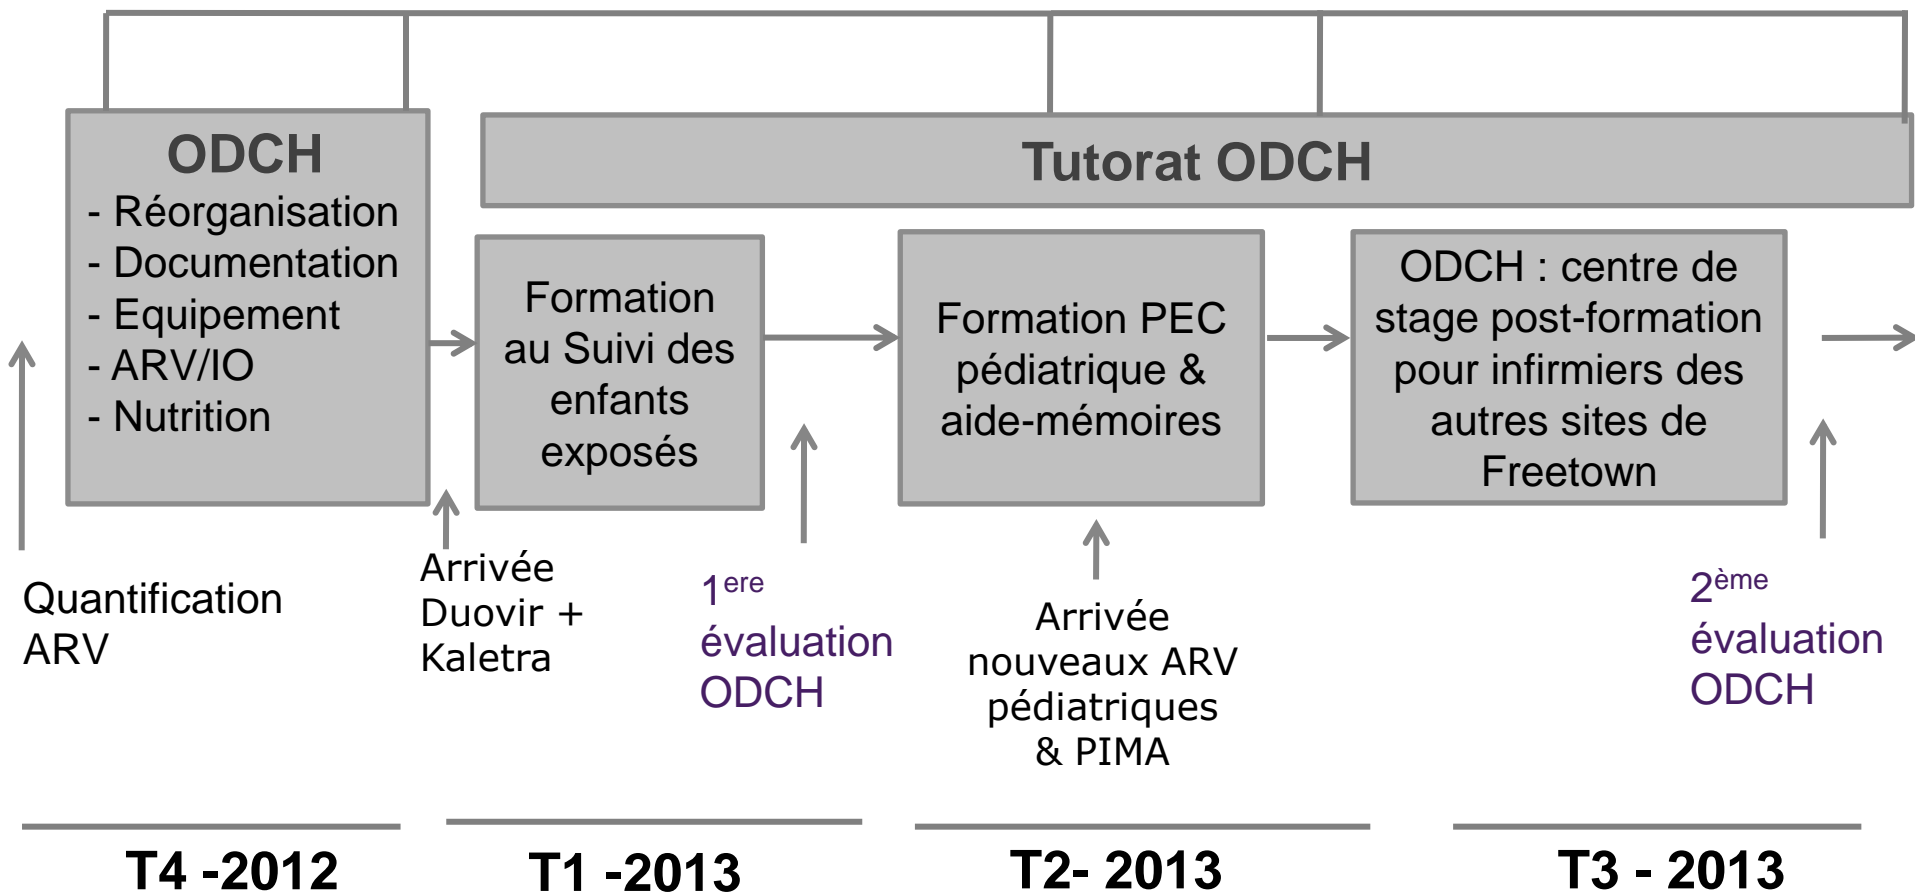 ODCH
- Réorganisation
- Documentation
- Equipement
- ARV/IO
- Nutrition
Tutorat ODCH
Formation
au Suivi des
enfants
exposés
Formation PEC
pédiatrique &
aide-mémoires
ODCH : centre de
stage post-formation
pour infirmiers des
autres sites de
Freetown
Quantification
ARV
Arrivée
Duovir +
Kaletra
1ere
évaluation
ODCH
Arrivée
nouveaux ARV
pédiatriques
& PIMA
2ème
évaluation
ODCH
T4 -2012
T1 -2013
T2- 2013
T3 - 2013